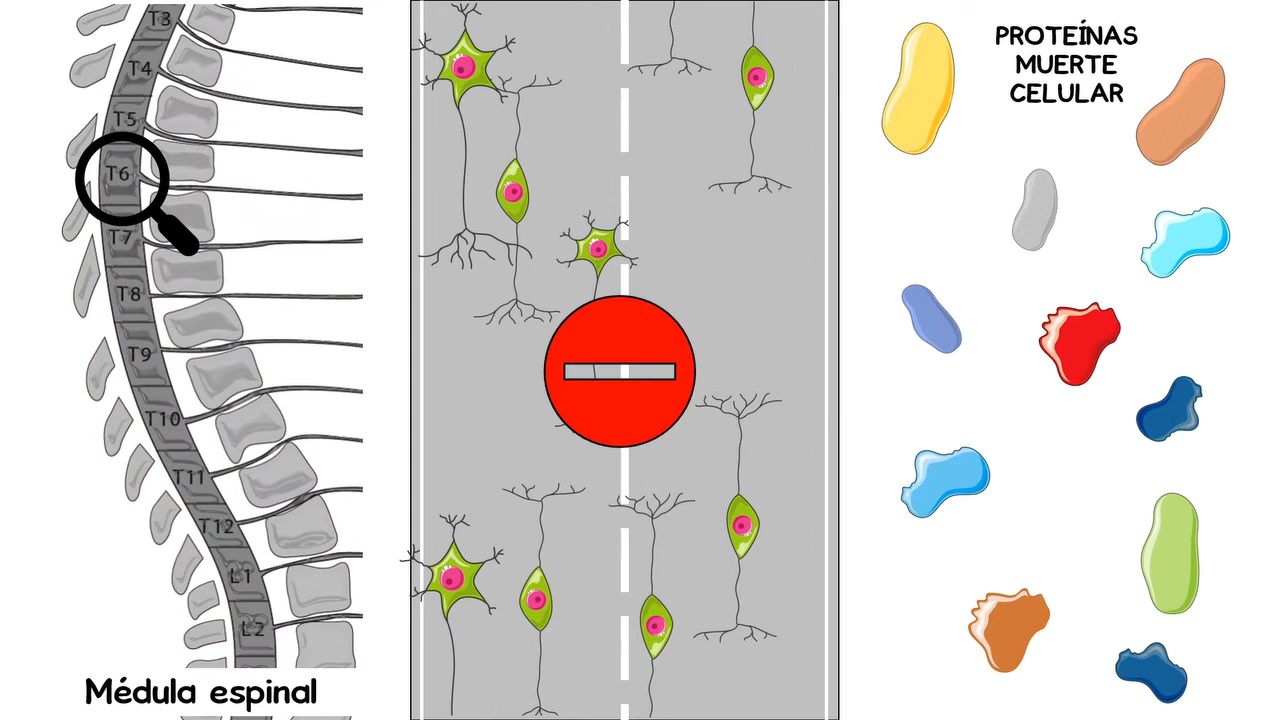 T3
T4
T5
T6
T7
T8
T9
T10
T11
T12
L1
L2
Médula espinal
PROTEÍNAS
MUERTE
CELULAR